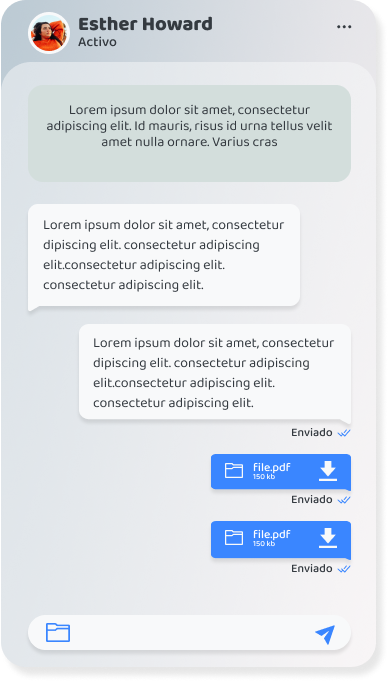 Esther Howard
Activo
Lorem ipsum dolor sit amet, consectetur
adipiscing elit. Id mauris, risus id urna tellus velit
amet nulla ornare. Varius cras
Lorem ipsum dolor sit amet, consectetur
dipiscing elit. consectetur adipiscing
elit.consectetur adipiscing elit.
consectetur adipiscing elit.
Lorem ipsum dolor sit amet, consectetur
dipiscing elit. consectetur adipiscing
elit.consectetur adipiscing elit.
consectetur adipiscing elit.
Enviado
file.pdf
150 kb
Enviado
file.pdf
150 kb
Enviado